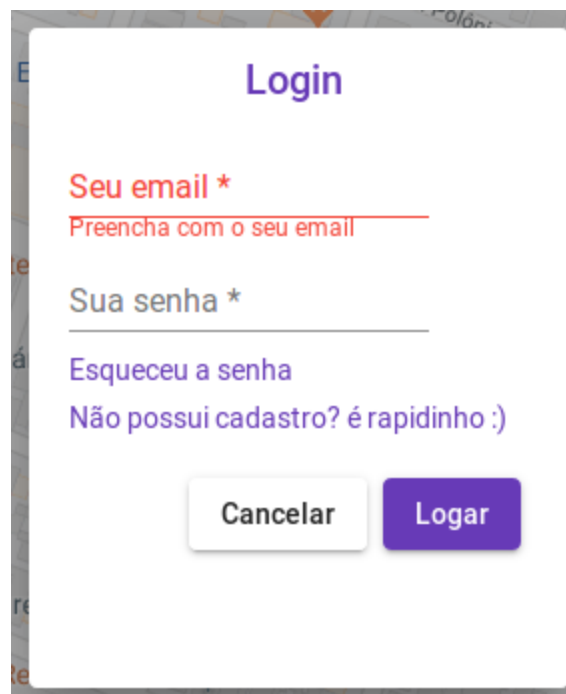 Login
Seu email *
Preencha com o seu email
Sua senha *
Esqueceu a senha
Não possui cadastro? é rapidinho :)
Cancelar
Logar